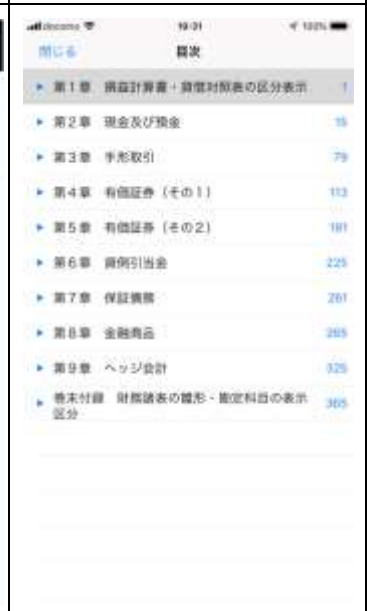 docomo 19:01 100%
閉じる 目次
第1章 損益計算書・貸借対照表の区分表示 1
第2章 現金及び預金 15
第3章 手形取引 79
第4章 有価証券（その1） 113
第5章 有価証券（その2） 181
第6章 貸倒引当金 225
第7章 保証債務 261
第8章 金融商品 265
第9章 ヘッジ会計 325
巻末付録 財務諸表の雛形・勘定科目の表示 365
区分